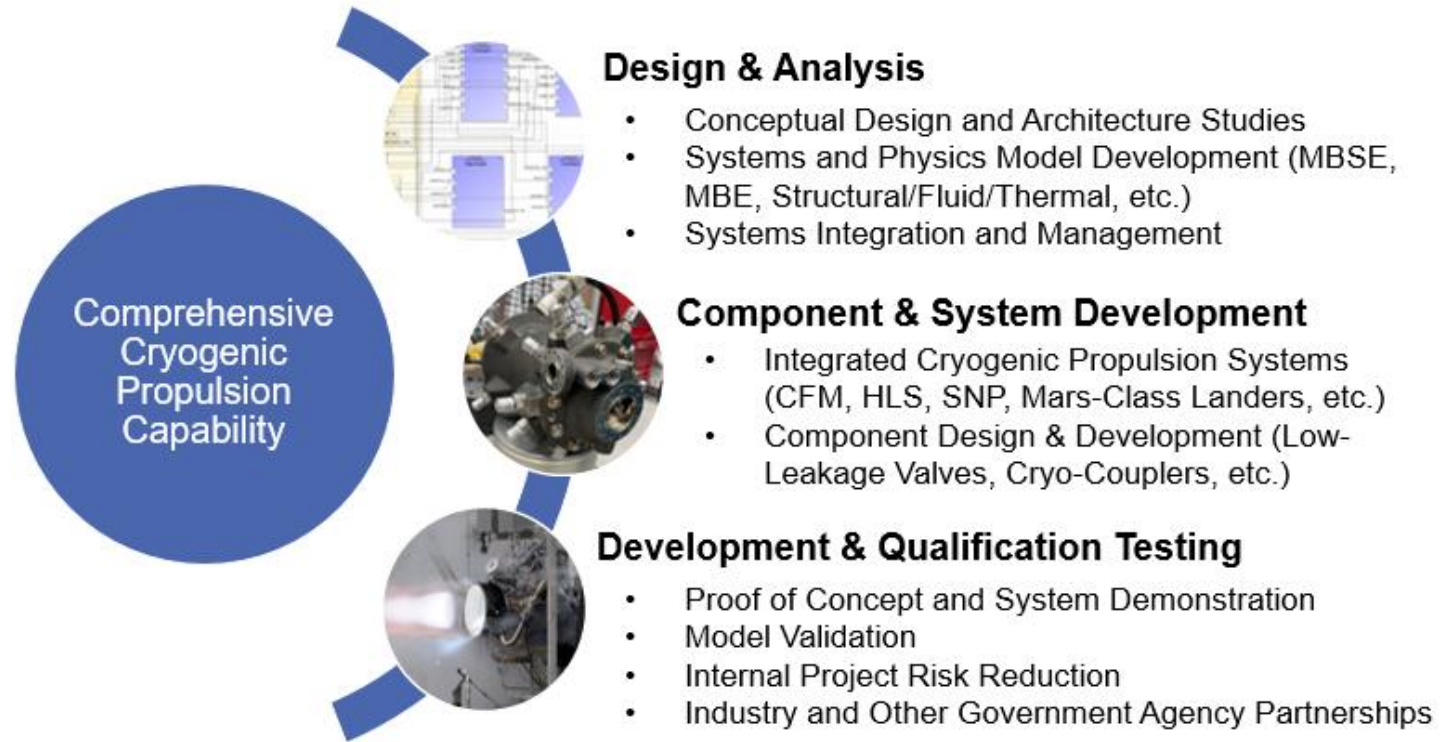 Comprehensive
Cryogenic
Propulsion
Capability
Design & Analysis
• Conceptual Design and Architecture Studies
• Systems and Physics Model Development (MBSE,
MBE, Structural/Fluid/Thermal, etc.)
• Systems Integration and Management
Component & System Development
• Integrated Cryogenic Propulsion Systems
(CFM, HLS, SNP, Mars-Class Landers, etc.)
• Component Design & Development (Low-
Leakage Valves, Cryo-Couplers, etc.)
Development & Qualification Testing
• Proof of Concept and System Demonstration
• Model Validation
• Internal Project Risk Reduction
• Industry and Other Government Agency Partnerships